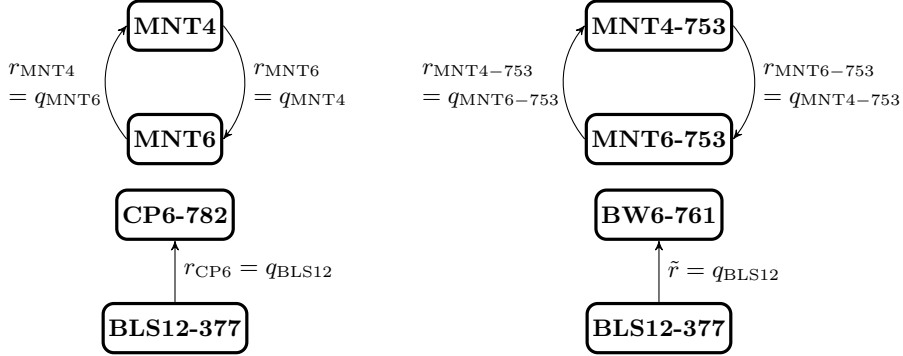 MNT4
r_MNT4
= q_MNT6
r_MNT6
= q_MNT4
MNT6
MNT4-753
r_MNT4−753
= q_MNT6−753
r_MNT6−753
= q_MNT4−753
MNT6-753
CP6-782
r_CP6 = q_BLS12
BLS12-377
BW6-761
r̃ = q_BLS12
BLS12-377